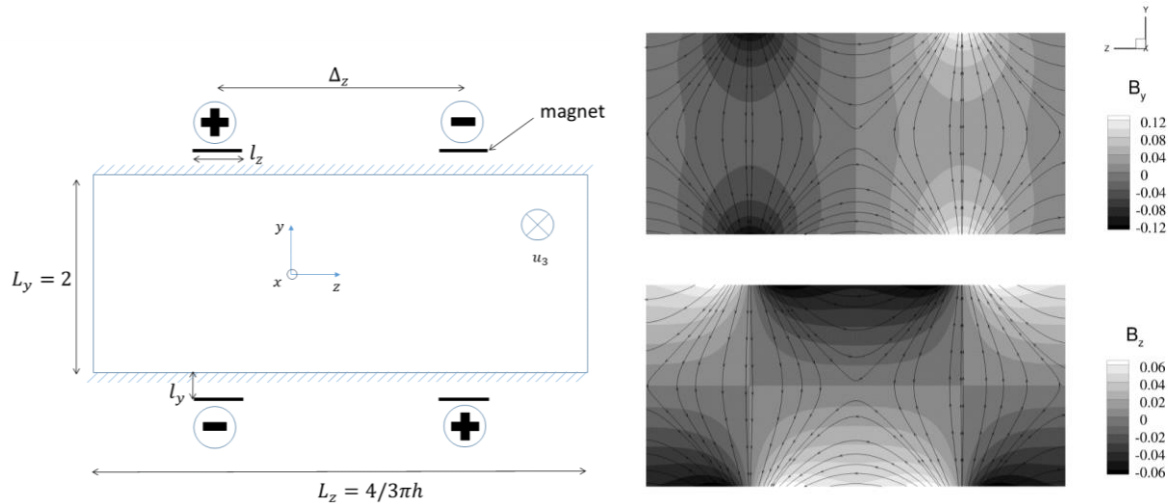 Δz
+
-
magnet
lz
y
x
z
u3
Ly = 2
ly
-
+
Lz = 4/3πh
Y
Z
X
By
0.12
0.08
0.04
0
-0.04
-0.08
-0.12
Bz
0.06
0.04
0.02
0
-0.02
-0.04
-0.06